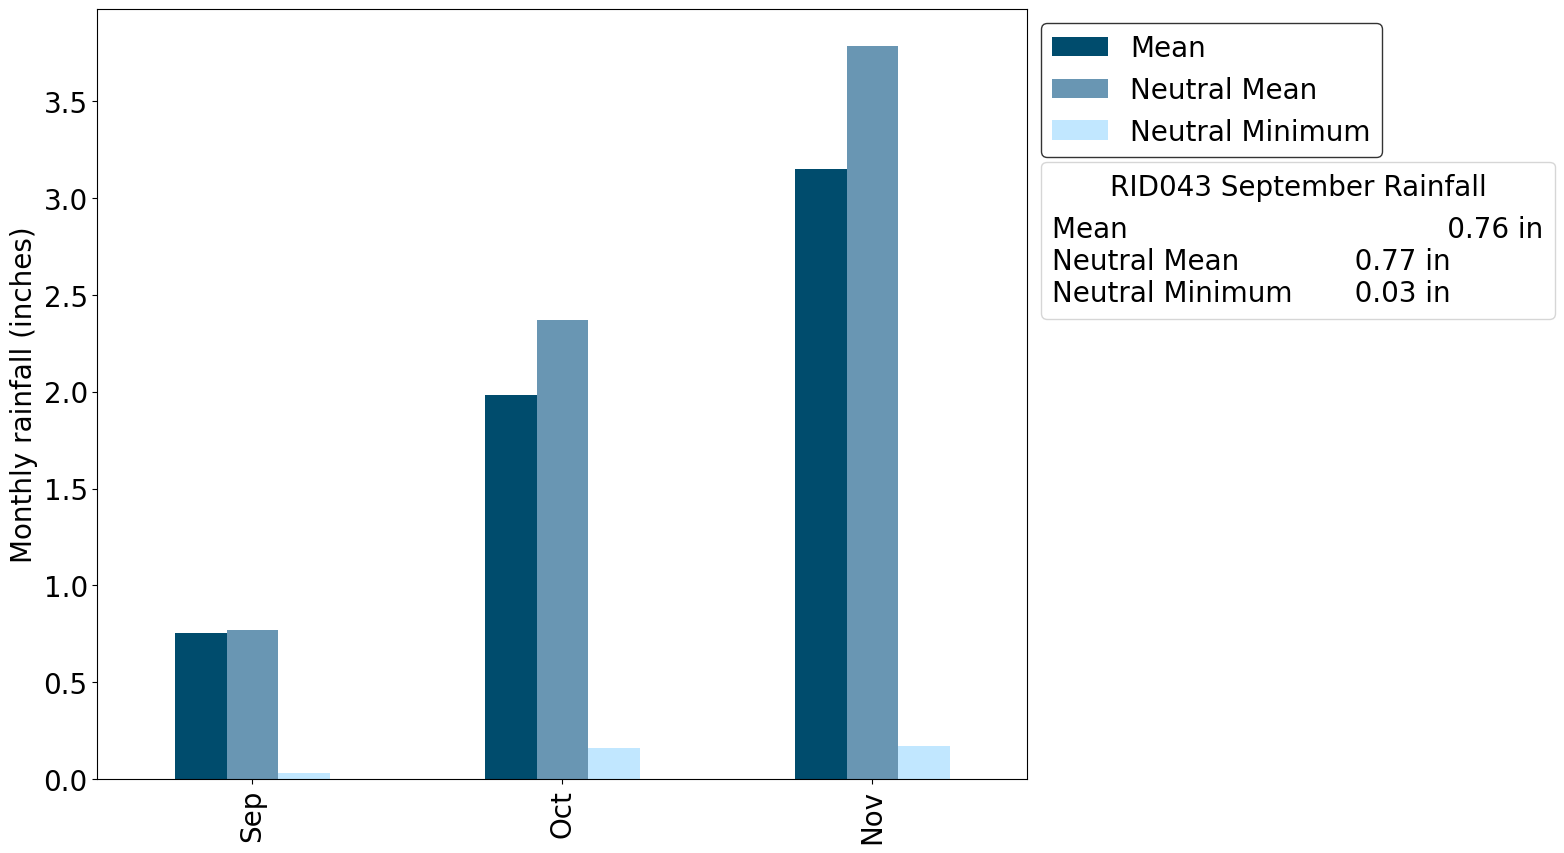 Monthly rainfall (inches)
3.5
3.0
2.5
2.0
1.5
1.0
0.5
0.0
Sep
Oct
Nov
Mean
Neutral Mean
Neutral Minimum
RID043 September Rainfall
Mean 0.76 in
Neutral Mean 0.77 in
Neutral Minimum 0.03 in